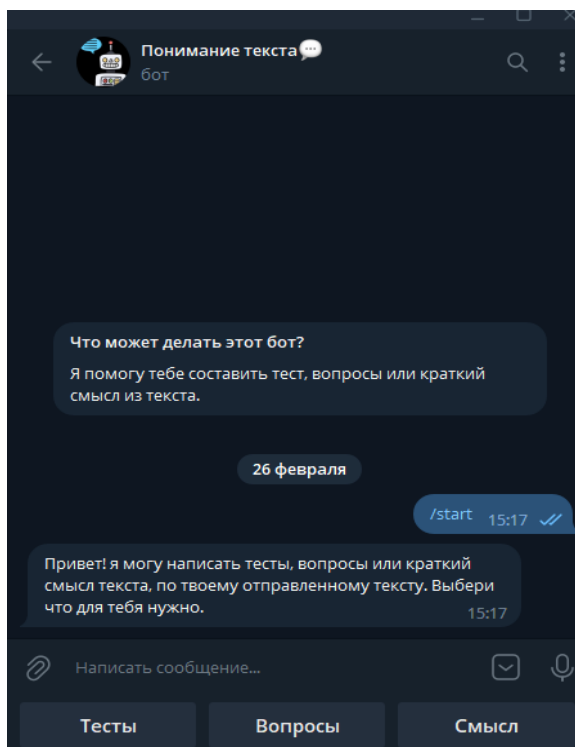 Понимание текста💬
бот
Что может делать этот бот?
Я помогу тебе составить тест, вопросы или краткий
смысл из текста.
26 февраля
/start 15:17
Привет! я могу написать тесты, вопросы или краткий
смысл текста, по твоему отправленному тексту. Выбери
что для тебя нужно.
15:17
Написать сообщение...
Тесты Вопросы Смысл